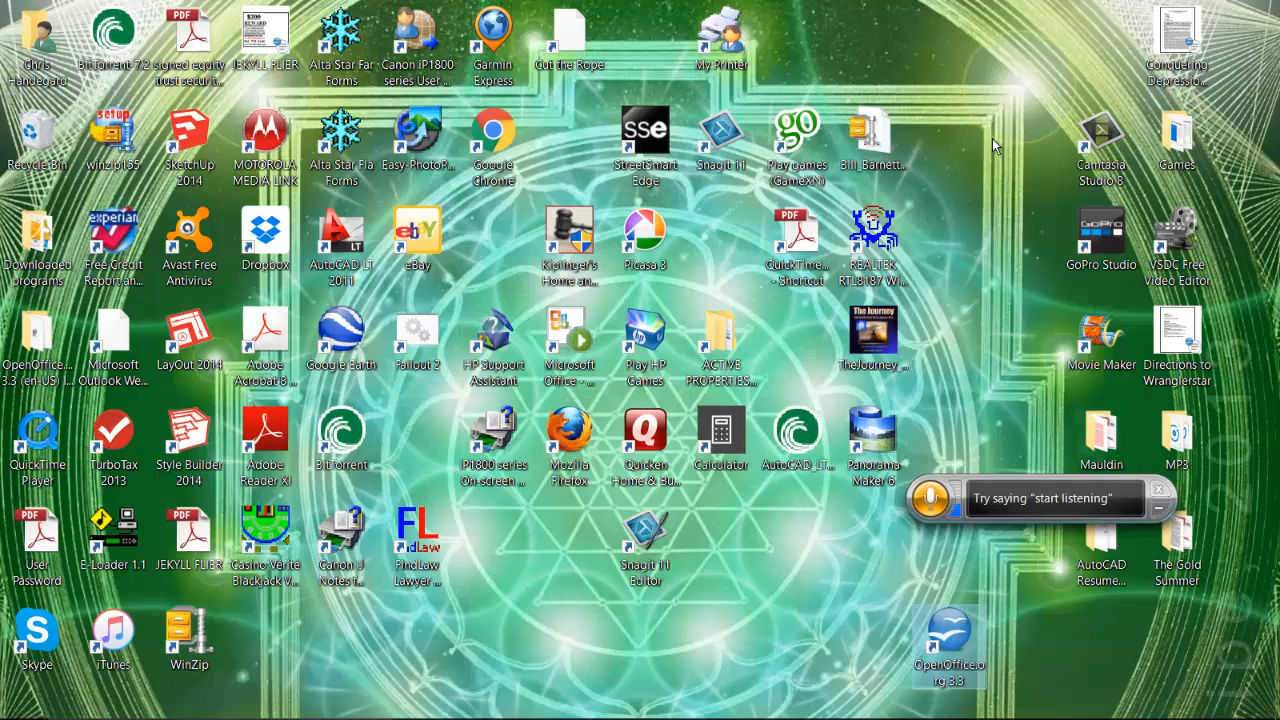 Chris
Handegard
BitTorrent-7.2
signed equity
trust securit...
JEKYLL FLIER
Alta Star Far
Forms
Canon iP1800
series User ...
Garmin
Express
Cut the Rope
My Printer
Conquering
Depressio...
Recycle Bin
winzip155
SketchUp
2014
MOTOROLA
MEDIA LINK
Alta Star Fla
Forms
Easy-PhotoP...
Google
Chrome
StreetSmart
Edge
Snagit 11
Play games
(GameXN)
Bill_Barnett...
Camtasia
Studio 8
Games
Downloaded
programs
Free Credit
Report an...
Avast Free
Antivirus
Dropbox
AutoCAD LT
2011
eBay
Kiplinger's
Home an...
Picasa 3
QuickTime...
- Shortcut
REALTEK
RTL8187 Wi...
GoPro Studio
VSDC Free
Video Editor
OpenOffice....
3.3 (en-US) I...
Microsoft
Outlook We...
LayOut 2014
Adobe
Acrobat 8 ...
Google Earth
Fallout 2
HP Support
Assistant
Microsoft
Office - ...
Play HP
Games
ACTIVE
PROPERTIES...
TheJourney_...
Movie Maker
Directions to
Wranglerstar
QuickTime
Player
TurboTax
2013
Style Builder
2014
Adobe
Reader XI
BitTorrent
iP1800 series
On-screen ...
Mozilla
Firefox
Quicken
Home & Bu...
Calculator
AutoCAD_LT...
Panorama
Maker 6
Mauldin
MP3
Try saying "start listening"
User
Password
E-Loader 1.1
JEKYLL FLIER
Casino Verite
Blackjack V...
Canon IJ
Notes f...
FindLaw
Lawyer ...
Snagit 11
Editor
AutoCAD
Resume...
The Gold
Summer
Skype
iTunes
WinZip
OpenOffice.o
rg 3.3